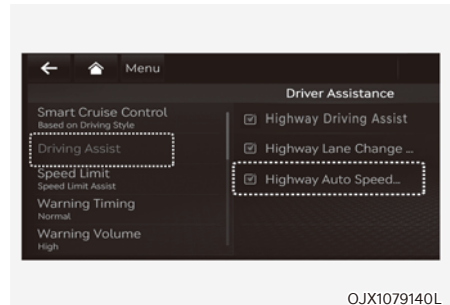 Menu
Driver Assistance
Smart Cruise Control
Based on Driving Style
Driving Assist
Speed Limit
Speed Limit Assist
Warning Timing
Normal
Warning Volume
High
Highway Driving Assist
Highway Lane Change ...
Highway Auto Speed...
OJX1079140L